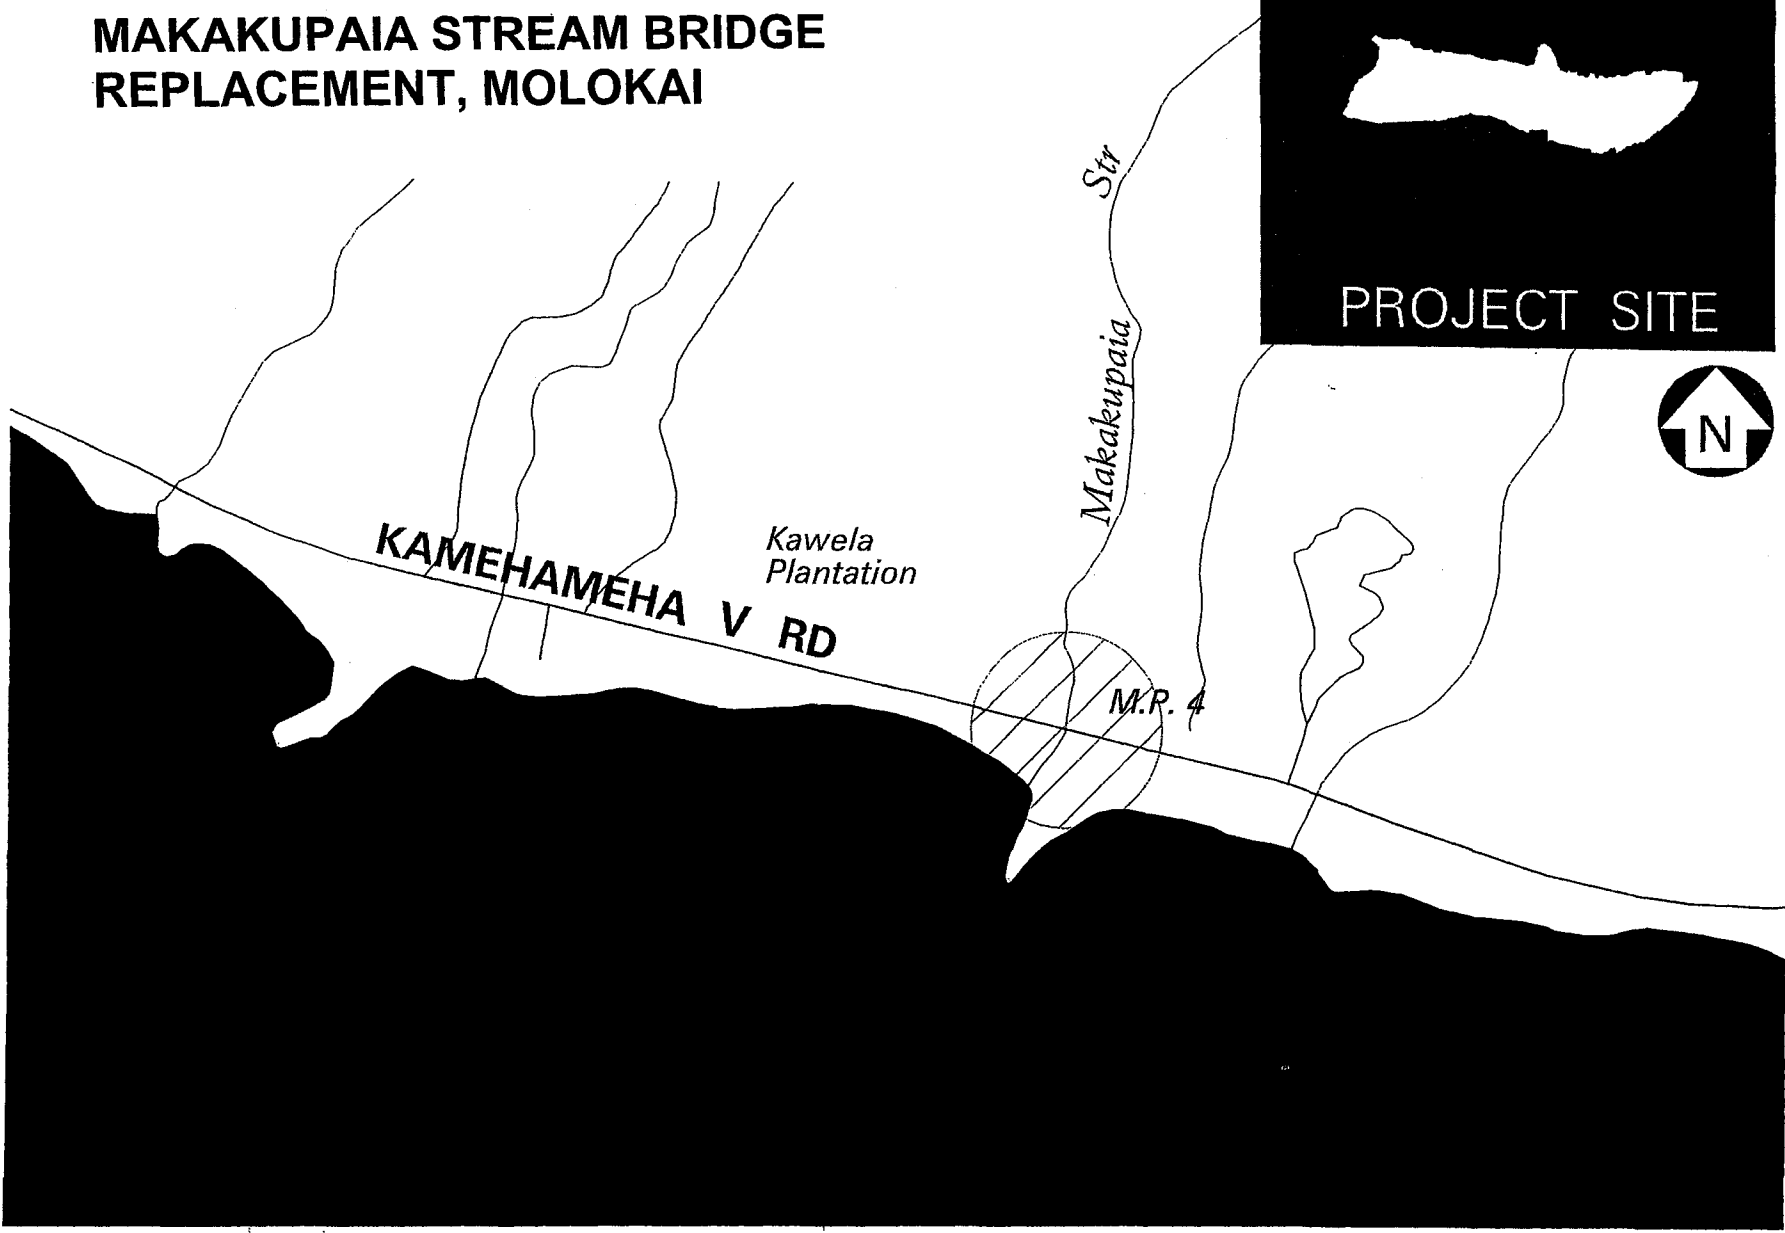 MAKAKUPAIA STREAM BRIDGE
REPLACEMENT, MOLOKAI
PROJECT SITE
N
Makakupaia Str
Kawela
Plantation
KAMEHAMEHA V RD
M.P. 4